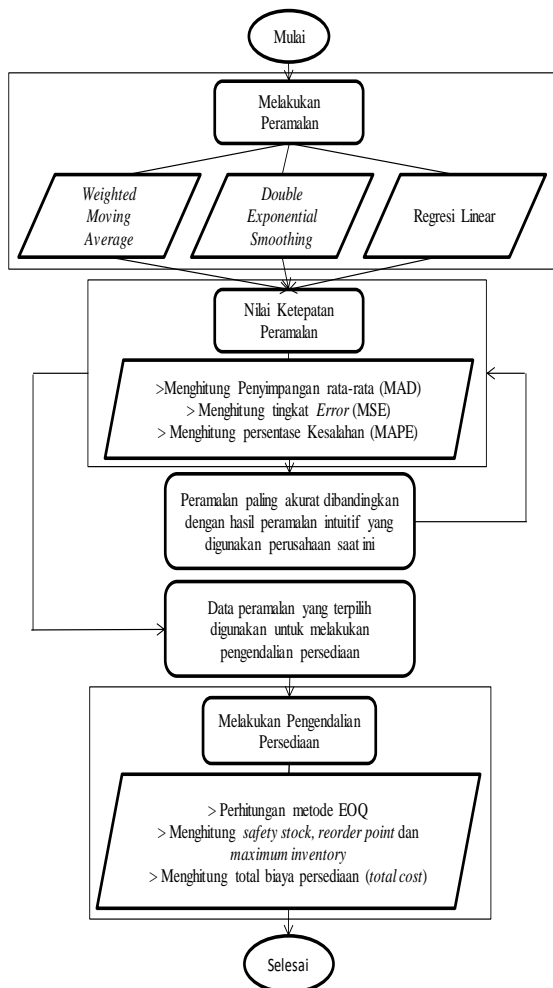 Mulai
Melakukan
Peramalan
Weighted
Moving
Average
Double
Exponential
Smoothing
Regresi Linear
Nilai Ketepatan
Peramalan
>Menghitung Penyimpangan rata-rata (MAD)
> Menghitung tingkat Error (MSE)
> Menghitung persentase Kesalahan (MAPE)
Peramalan paling akurat dibandingkan
dengan hasil peramalan intuitif yang
digunakan perusahaan saat ini
Data peramalan yang terpilih
digunakan untuk melakukan
pengendalian persediaan
Melakukan Pengendalian
Persediaan
> Perhitungan metode EOQ
> Menghitung safety stock, reorder point dan
maximum inventory
> Menghitung total biaya persediaan (total cost)
Selesai